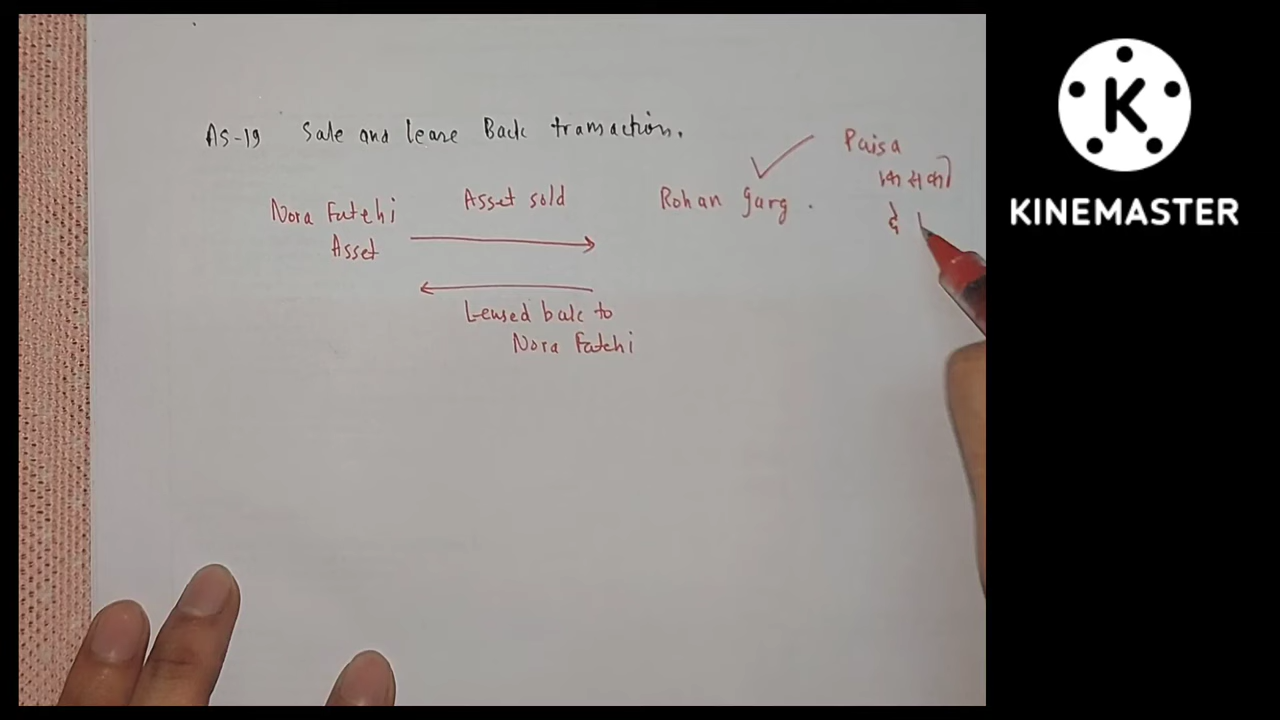 AS-19 Sale and lease Back transaction.
Nora Fatehi
Asset
Asset sold
Rohan Garg.
Leased back to
Nora Fatehi
Paisa
K
KINEMASTER